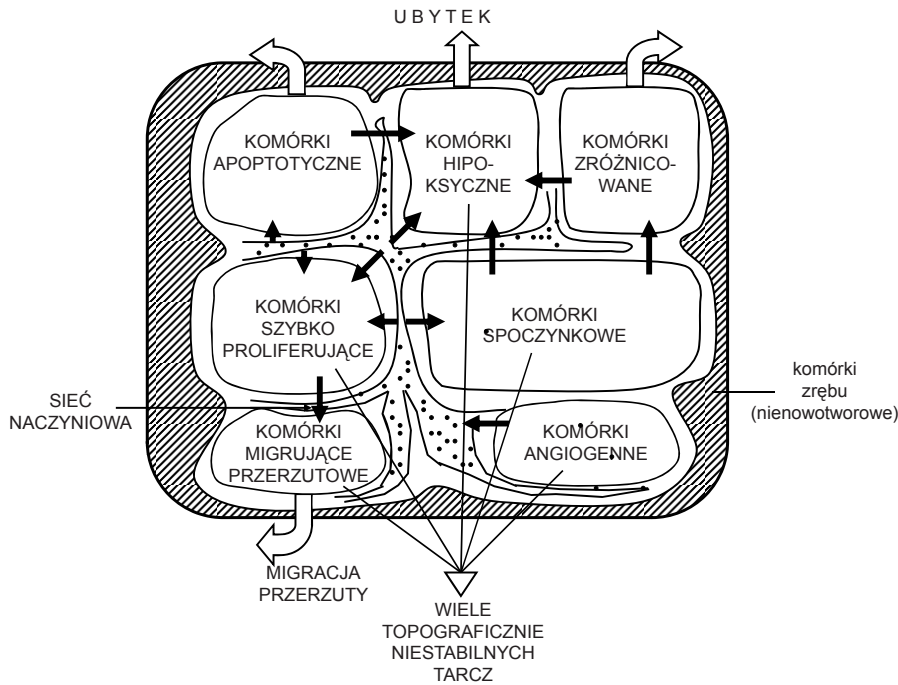 UBYTEK
KOMÓRKI
APOPTOTYCZNE
KOMÓRKI
HIPO-
KSYCZNE
KOMÓRKI
ZRÓŻNICO-
WANE
KOMÓRKI
SZYBKO
PROLIFERUJĄCE
KOMÓRKI
SPOCZYNKOWE
SIEĆ
NACZYNIOWA
komórki
zrębu
(nienowotworowe)
KOMÓRKI
MIGRUJĄCE
PRZERZUTOWE
KOMÓRKI
ANGIOGENNE
MIGRACJA
PRZERZUTY
WIELE
TOPOGRAFICZNIE
NIESTABILNYCH
TARCZ